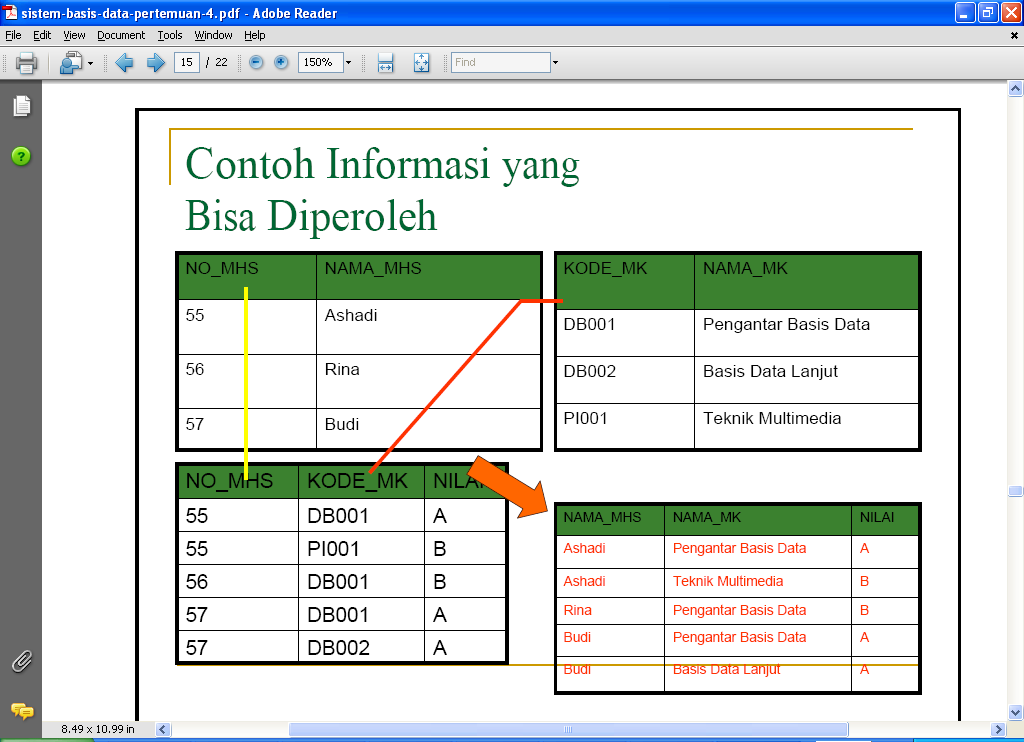 sistem-basis-data-pertemuan-4.pdf - Adobe Reader
File Edit View Document Tools Window Help
15 / 22 150% Find
Contoh Informasi yang
Bisa Diperoleh
NO_MHS NAMA_MHS
55 Ashadi
56 Rina
57 Budi
KODE_MK NAMA_MK
DB001 Pengantar Basis Data
DB002 Basis Data Lanjut
PI001 Teknik Multimedia
NO_MHS KODE_MK NILAI
55 DB001 A
55 PI001 B
56 DB001 B
57 DB001 A
57 DB002 A
NAMA_MHS NAMA_MK NILAI
Ashadi Pengantar Basis Data A
Ashadi Teknik Multimedia B
Rina Pengantar Basis Data B
Budi Pengantar Basis Data A
Budi Basis Data Lanjut A
8.49 x 10.99 in